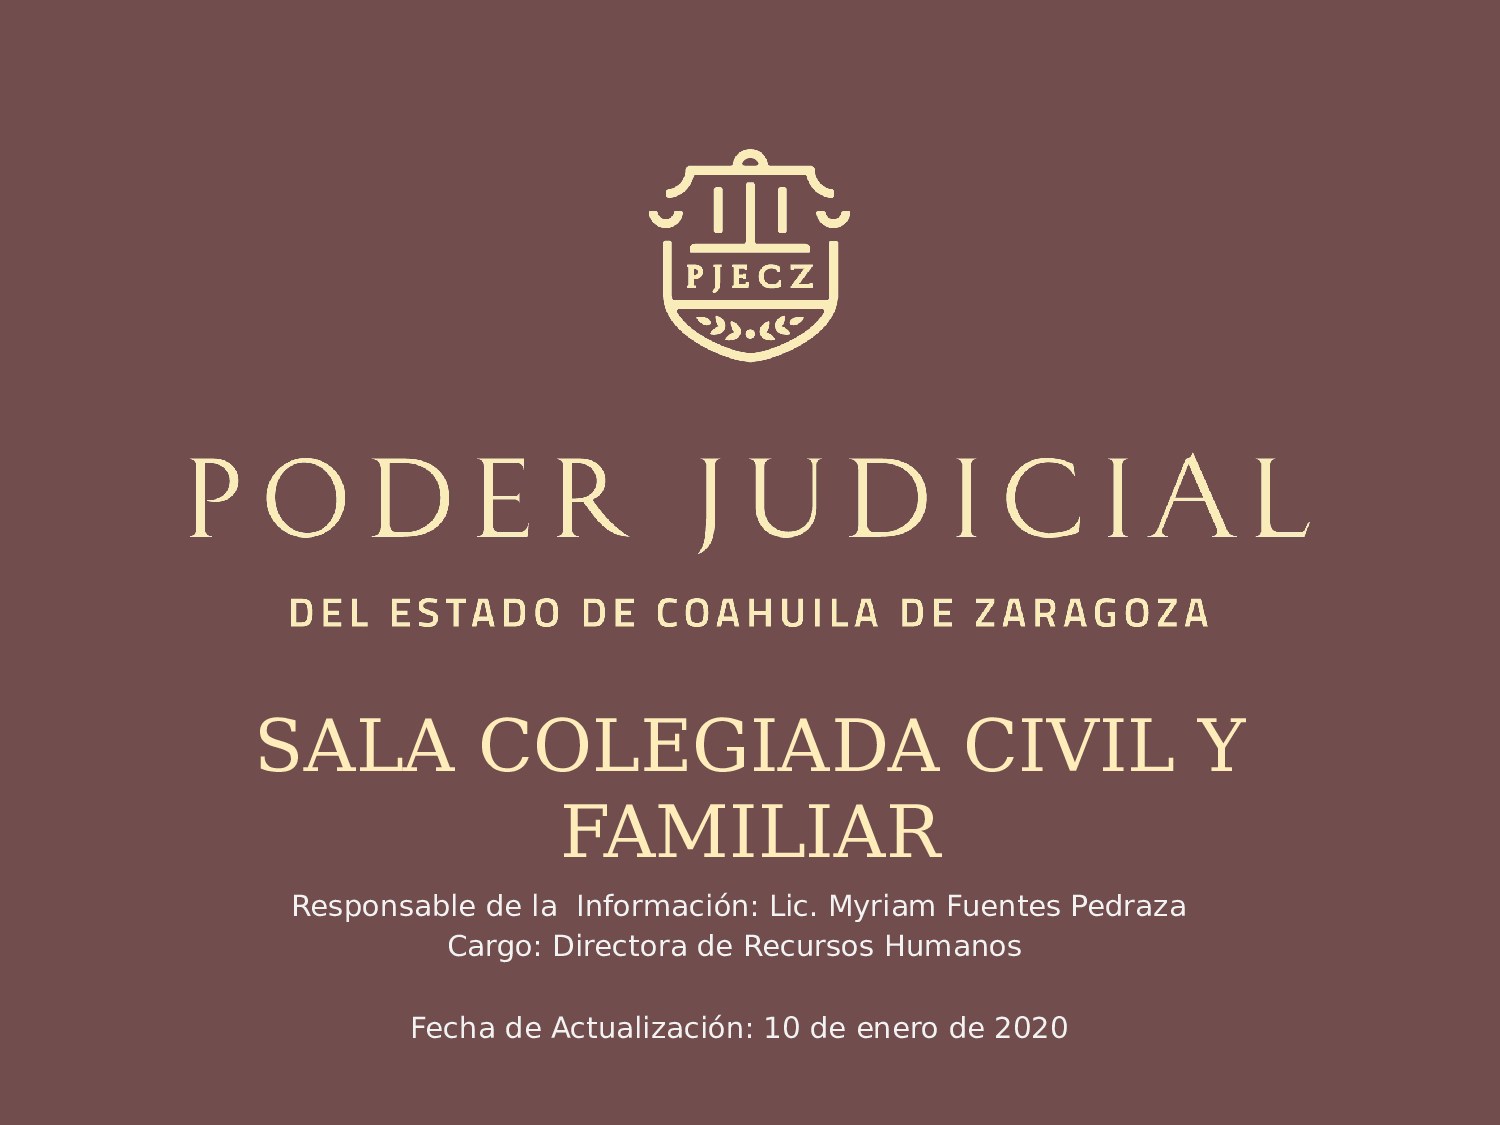 PJECZ
PODER JUDICIAL
DEL ESTADO DE COAHUILA DE ZARAGOZA
SALA COLEGIADA CIVIL Y
FAMILIAR
Responsable de la  Información: Lic. Myriam Fuentes Pedraza
Cargo: Directora de Recursos Humanos
Fecha de Actualización: 10 de enero de 2020